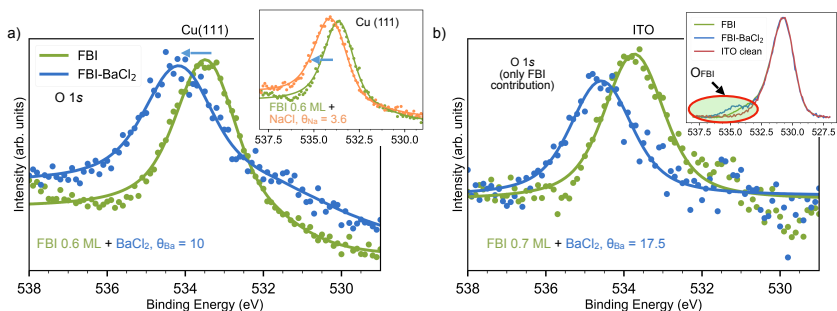 a)
Cu(111)
FBI
FBI-BaCl₂
O 1s
Cu (111)
FBI 0.6 ML +
NaCl, θNa = 3.6
537.5 534.0 532.0 530.0
FBI 0.6 ML + BaCl₂, θBa = 10
Intensity (arb. units)
538 536 534 532 530
Binding Energy (eV)
b)
ITO
O 1s
(only FBI
contribution)
FBI
FBI-BaCl₂
ITO clean
OFBI
537.5 535.0 532.5 530.0 527.5
FBI 0.7 ML + BaCl₂, θBa = 17.5
Intensity (arb. units)
538 536 534 532 530
Binding Energy (eV)